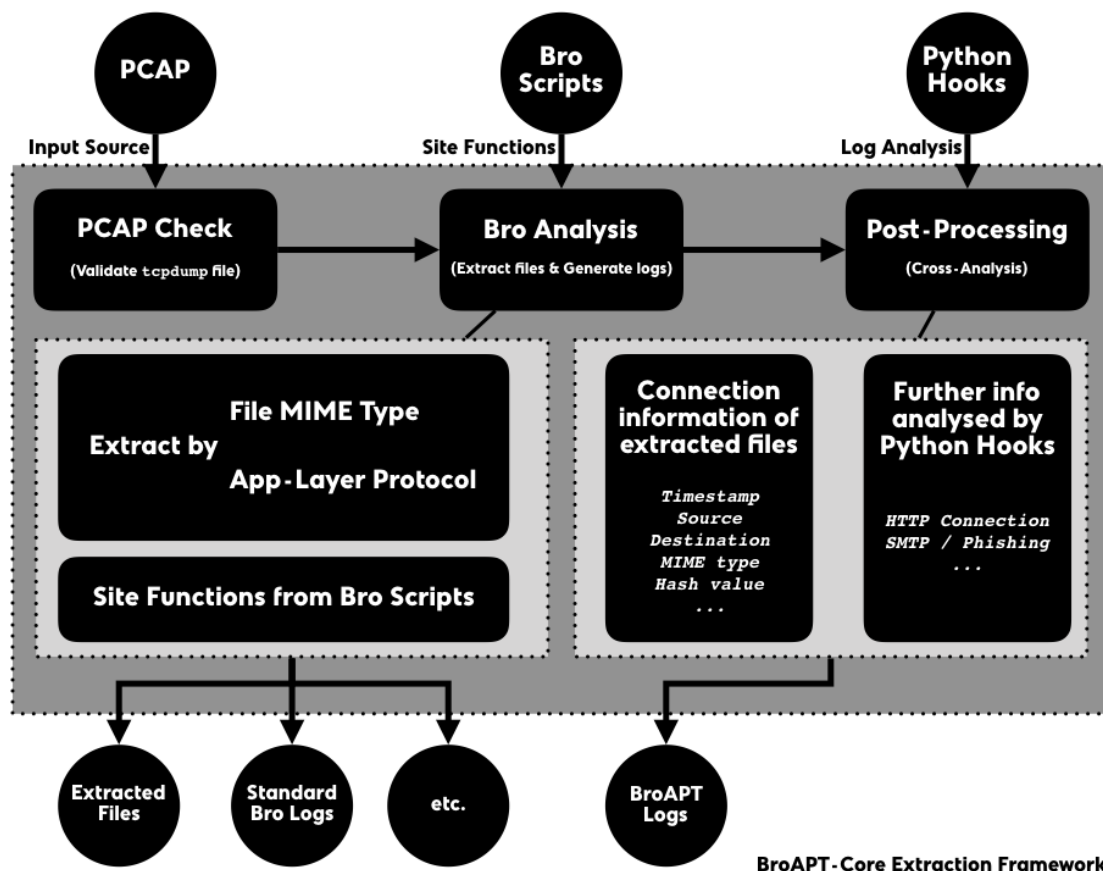 PCAP
Bro
Scripts
Python
Hooks
Input Source
Site Functions
Log Analysis
PCAP Check
(Validate tcpdump file)
Bro Analysis
(Extract files & Generate logs)
Post-Processing
(Cross-Analysis)
Extract by
File MIME Type
App-Layer Protocol
Site Functions from Bro Scripts
Connection
information of
extracted files
Timestamp
Source
Destination
MIME type
Hash value
...
Further info
analysed by
Python Hooks
HTTP Connection
SMTP / Phishing
...
Extracted
Files
Standard
Bro Logs
etc.
BroAPT
Logs
BroAPT-Core Extraction Framework